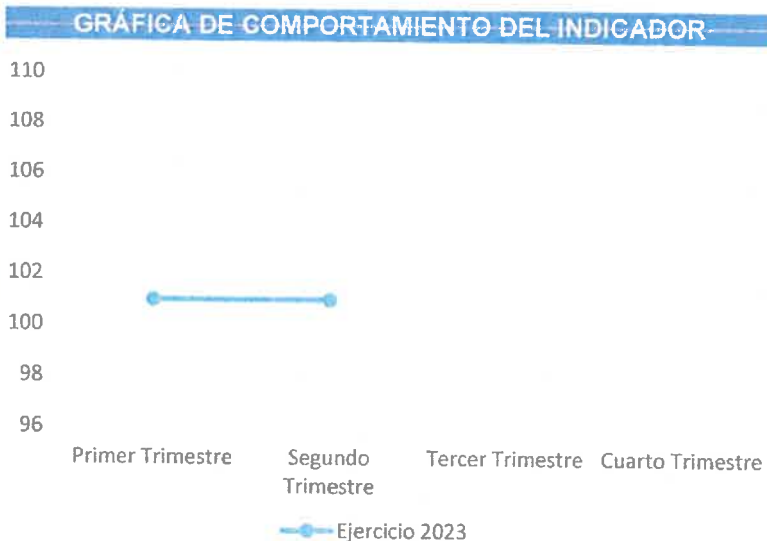 GRÁFICA DE COMPORTAMIENTO DEL INDICADOR
110
108
106
104
102
100
98
96
Primer Trimestre
Segundo
Trimestre
Tercer Trimestre
Cuarto Trimestre
Ejercicio 2023